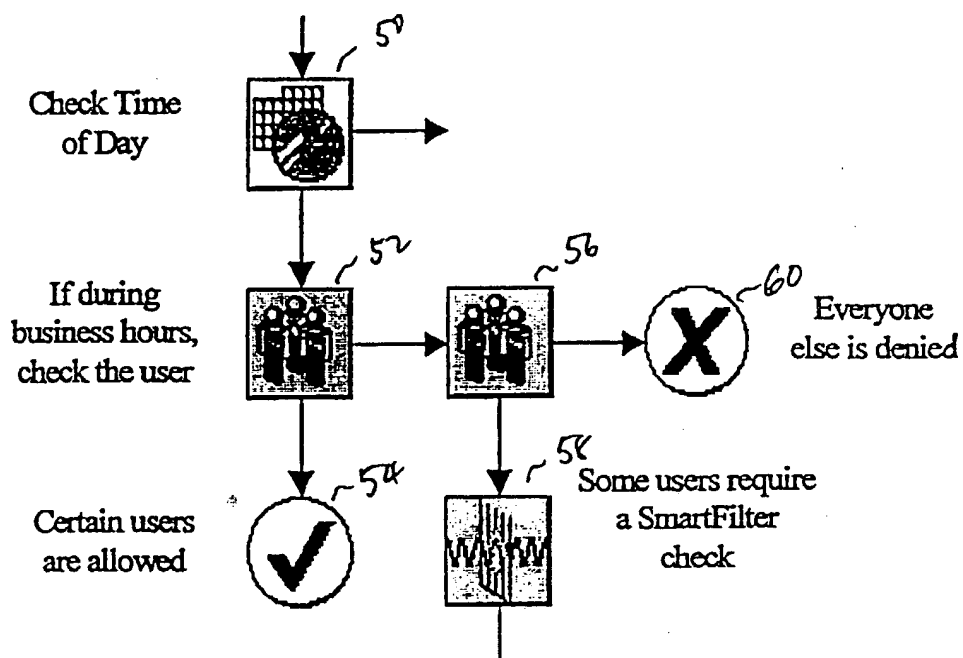 50
Check Time
of Day
52
56
60
If during
business hours,
check the user
Everyone
else is denied
54
58
Certain users
are allowed
Some users require
a SmartFilter
check